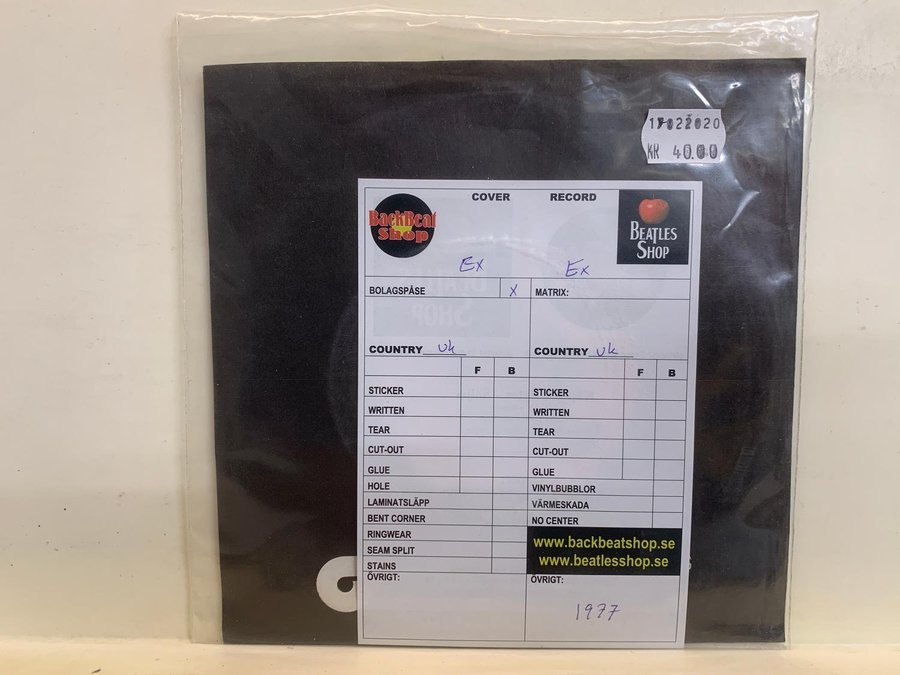 17022020
KR 40.00
COVER RECORD
BackBeat
Shop
BEATLES
SHOP
Ex Ex
BOLAGSPÅSE X MATRIX:
COUNTRY uk COUNTRY uk
F B F B
STICKER STICKER
WRITTEN WRITTEN
TEAR TEAR
CUT-OUT CUT-OUT
GLUE GLUE
HOLE VINYLBUBBLOR
LAMINATSLÄPP VÄRMESKADA
BENT CORNER NO CENTER
RINGWEAR
SEAM SPLIT
STAINS
www.backbeatshop.se
www.beatlesshop.se
ÖVRIGT: ÖVRIGT:
1977